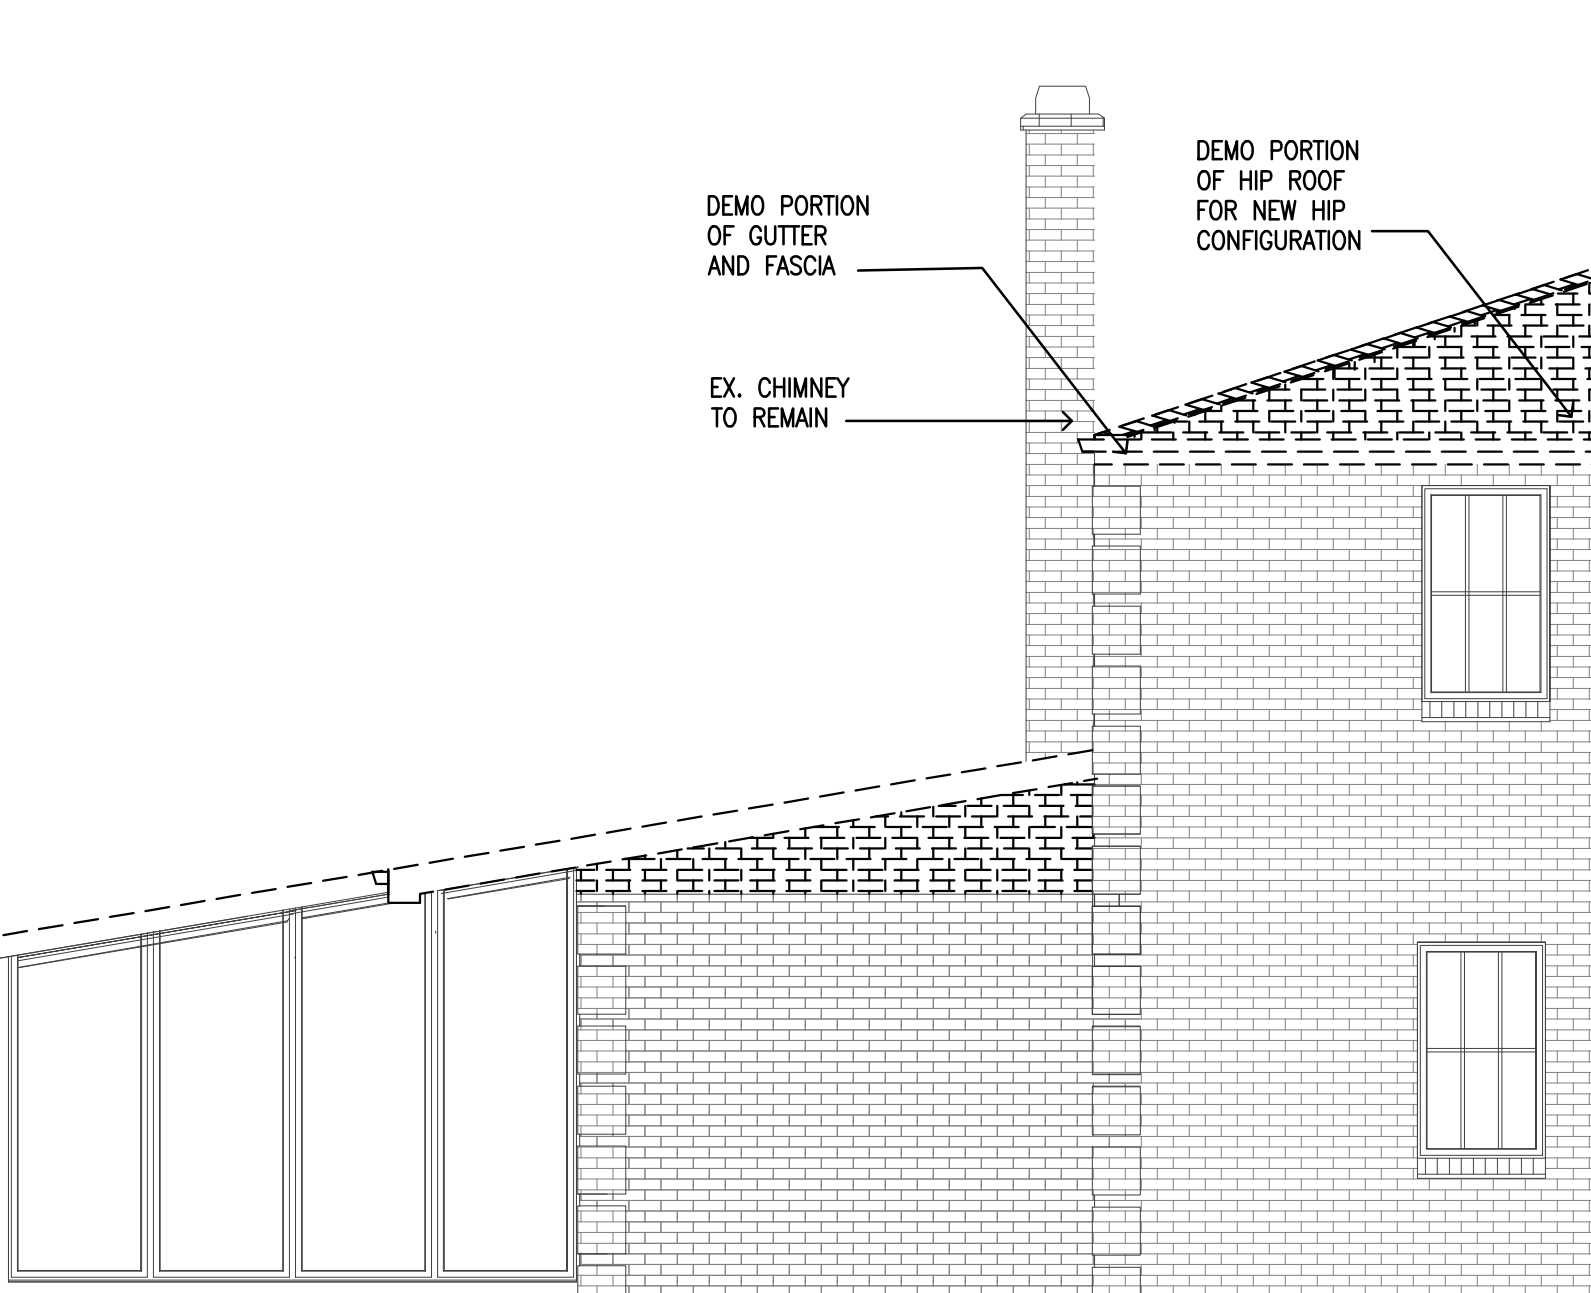 DEMO PORTION
OF GUTTER
AND FASCIA
DEMO PORTION
OF HIP ROOF
FOR NEW HIP
CONFIGURATION
EX. CHIMNEY
TO REMAIN